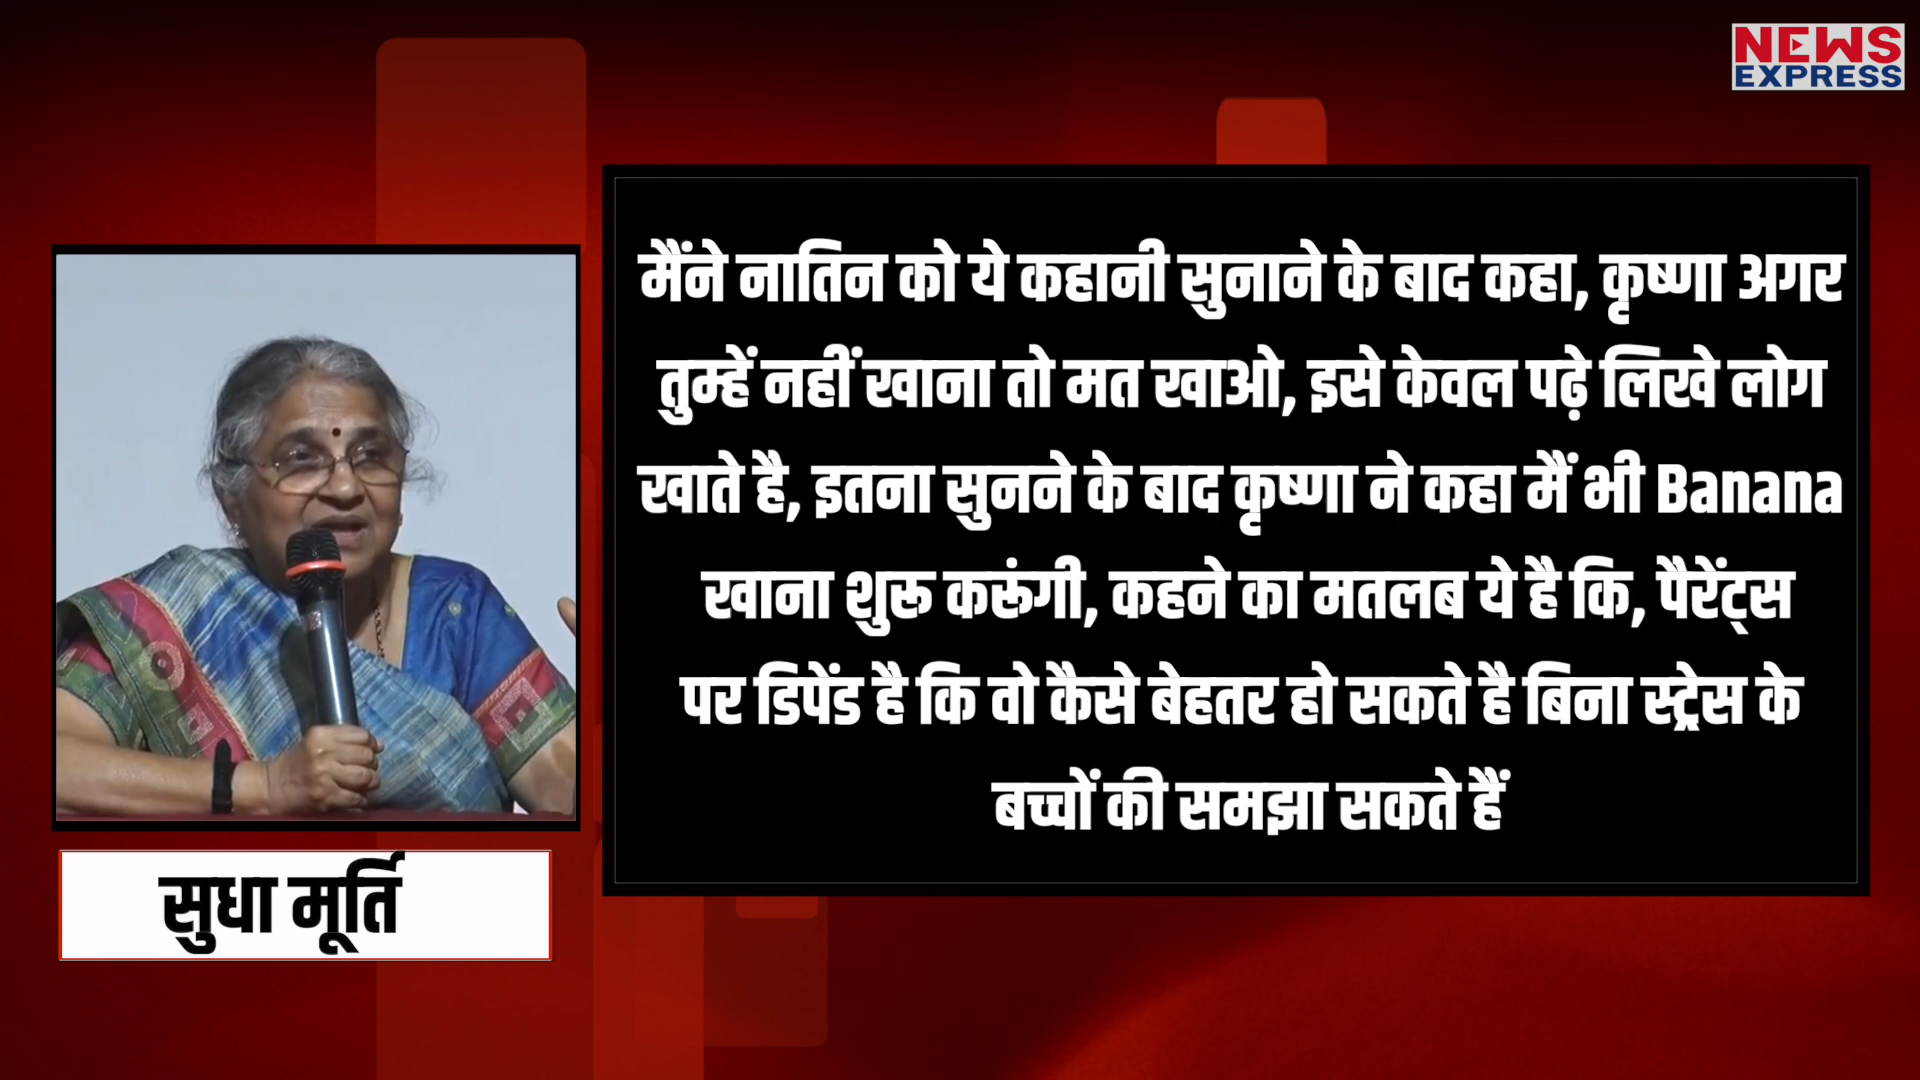 NEWS
EXPRESS
मैंने नातिन को ये कहानी सुनाने के बाद कहा, कृष्णा अगर
तुम्हें नहीं खाना तो मत खाओ, इसे केवल पढ़े लिखे लोग
खाते है, इतना सुनने के बाद कृष्णा ने कहा मैं भी Banana
खाना शुरू करूंगी, कहने का मतलब ये है कि, पैरेंट्स
पर डिपेंड है कि वो कैसे बेहतर हो सकते है बिना स्ट्रेस के
बच्चों की समझा सकते हैं
सुधा मूर्ति